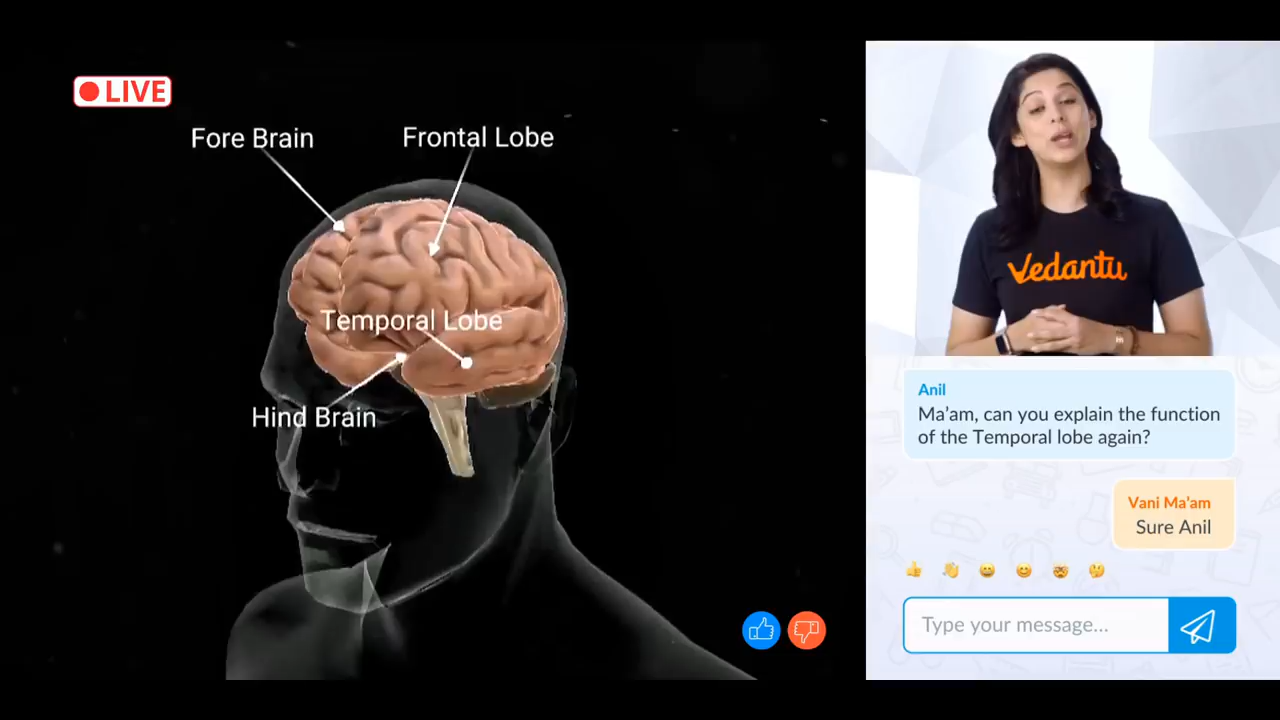 LIVE
Fore Brain
Frontal Lobe
Temporal Lobe
Hind Brain
Vedantu
Anil
Ma'am, can you explain the function
of the Temporal lobe again?
Vani Ma'am
Sure Anil
Type your message...